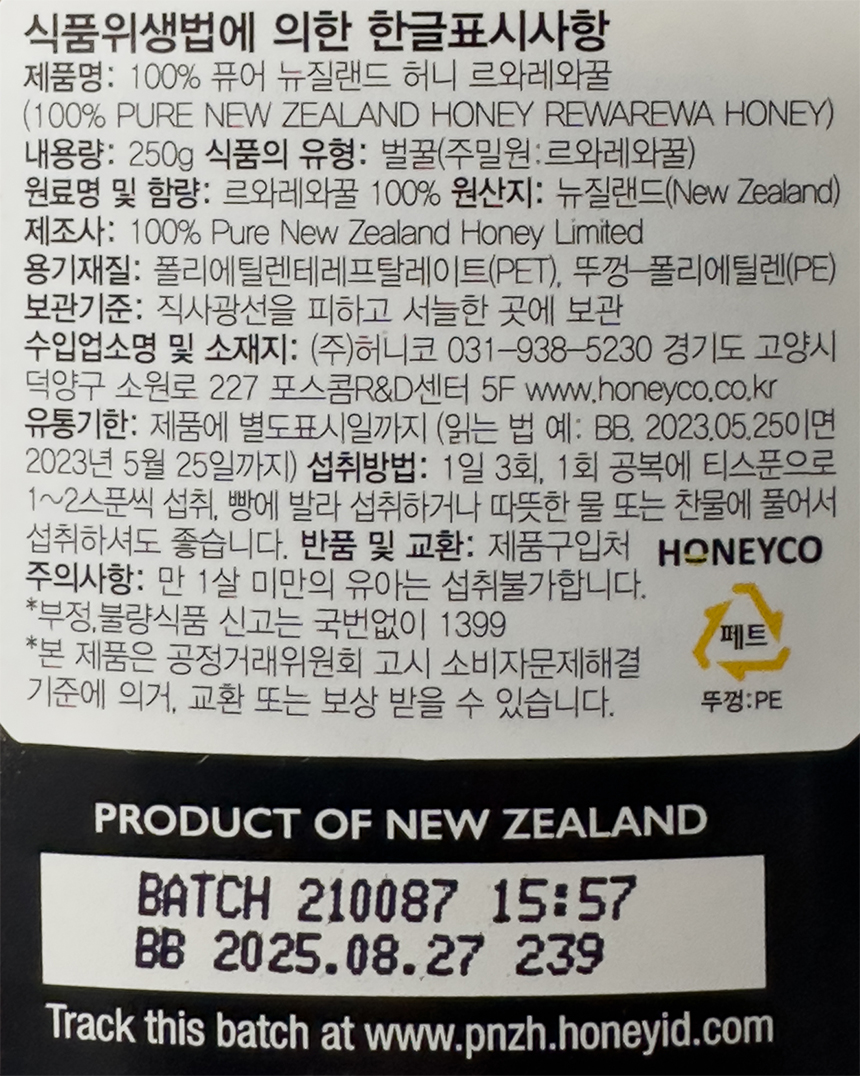 식품위생법에 의한 한글표시사항
제품명: 100% 퓨어 뉴질랜드 허니 르와레와꿀
(100% PURE NEW ZEALAND HONEY REWAREWA HONEY)
내용량: 250g 식품의 유형: 벌꿀(주밀원:르와레와꿀)
원료명 및 함량: 르와레와꿀 100% 원산지: 뉴질랜드(New Zealand)
제조사: 100% Pure New Zealand Honey Limited
용기재질: 폴리에틸렌테레프탈레이트(PET), 뚜껑-폴리에틸렌(PE)
보관기준: 직사광선을 피하고 서늘한 곳에 보관
수입업소명 및 소재지: (주)허니코 031-938-5230 경기도 고양시
덕양구 소원로 227 포스콤R&D센터 5F www.honeyco.co.kr
유통기한: 제품에 별도표시일까지 (읽는 법 예: BB. 2023.05.25이면
2023년 5월 25일까지) 섭취방법: 1일 3회, 1회 공복에 티스푼으로
1~2스푼씩 섭취, 빵에 발라 섭취하거나 따뜻한 물 또는 찬물에 풀어서
섭취하셔도 좋습니다. 반품 및 교환: 제품구입처
HONEYCO
주의사항: 만 1살 미만의 유아는 섭취불가합니다.
*부정,불량식품 신고는 국번없이 1399
페트
*본 제품은 공정거래위원회 고시 소비자문제해결
기준에 의거, 교환 또는 보상 받을 수 있습니다.
뚜껑:PE
PRODUCT OF NEW ZEALAND
BATCH 210087 15:57
BB 2025.08.27 239
Track this batch at www.pnzh.honeyid.com